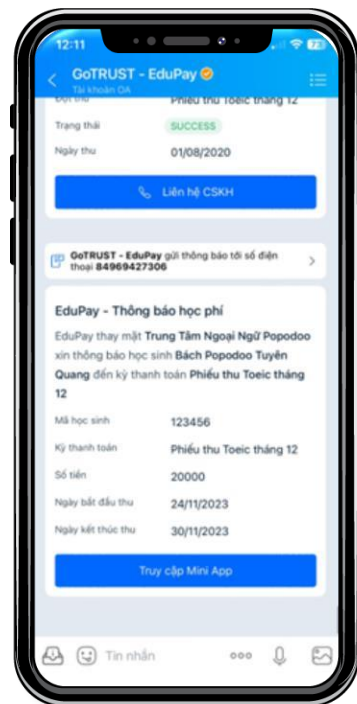 12:11
73
GoTRUST - EduPay
Tài khoản OA
Đợt thu Phiếu thu Toeic tháng 12
Trạng thái SUCCESS
Ngày thu 01/08/2020
Liên hệ CSKH
GoTRUST - EduPay gửi thông báo tới số điện
thoại 84969427306
EduPay - Thông báo học phí
EduPay thay mặt Trung Tâm Ngoại Ngữ Popodoo
xin thông báo học sinh Bách Popodoo Tuyên
Quang đến kỳ thanh toán Phiếu thu Toeic tháng
12
Mã học sinh 123456
Kỳ thanh toán Phiếu thu Toeic tháng 12
Số tiền 20000
Ngày bắt đầu thu 24/11/2023
Ngày kết thúc thu 30/11/2023
Truy cập Mini App
Tin nhắn